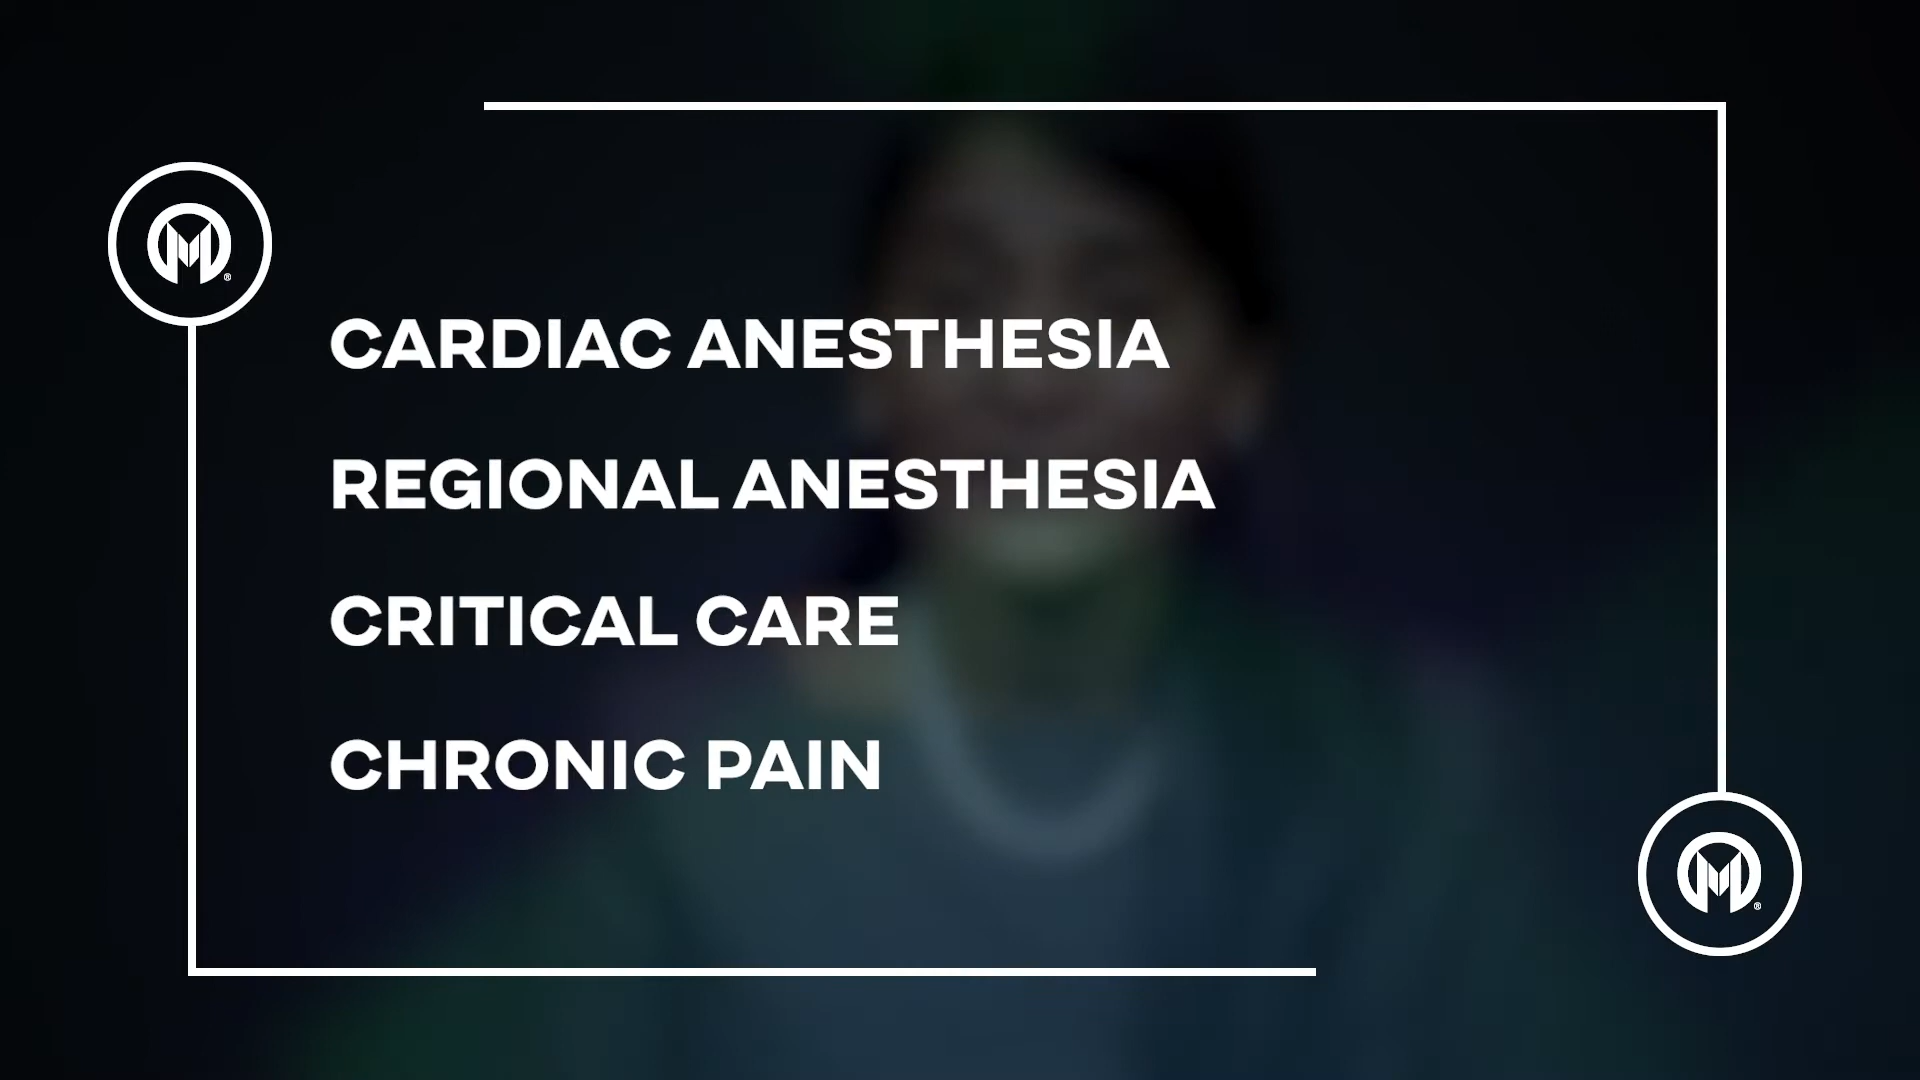 CARDIAC ANESTHESIA
REGIONAL ANESTHESIA
CRITICAL CARE
CHRONIC PAIN